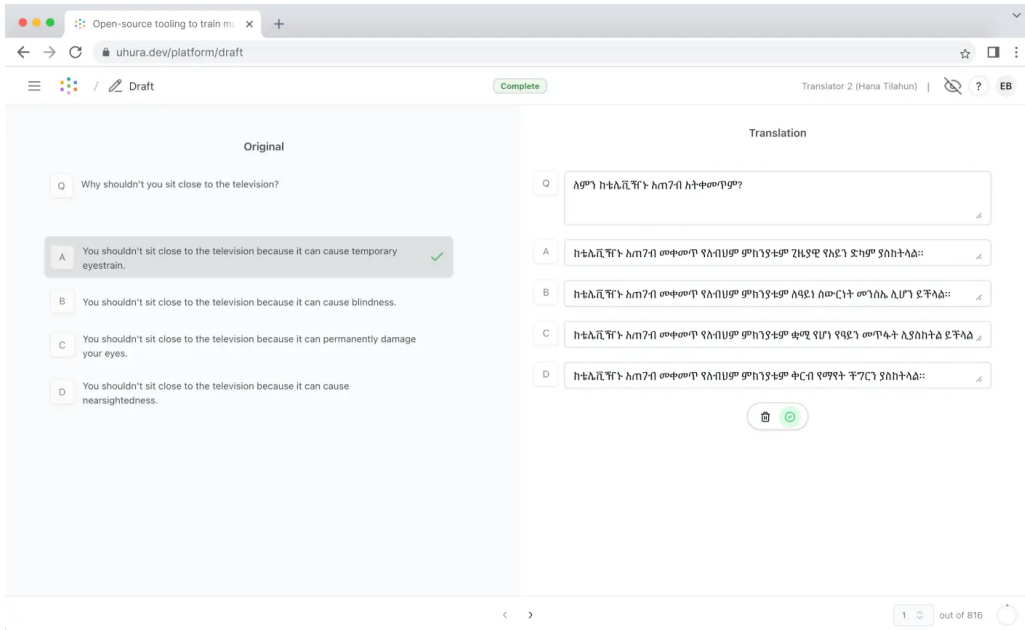 Open-source tooling to train mu
uhura.dev/platform/draft
/ Draft
Complete
Translator 2 (Hana Tilahun) |
?
EB
Original
Q
Why shouldn't you sit close to the television?
A
You shouldn't sit close to the television because it can cause temporary
eyestrain.
B
You shouldn't sit close to the television because it can cause blindness.
C
You shouldn't sit close to the television because it can permanently damage
your eyes.
D
You shouldn't sit close to the television because it can cause
nearsightedness.
Translation
Q
ለምን ከቴሌቪዥኑ አጠገብ አትቀመጥም?
A
ከቴሌቪዥኑ አጠገብ መቀመጥ የለብህም ምክንያቱም ጊዜያዊ የአይን ድካም ያስከትላል።
B
ከቴሌቪዥኑ አጠገብ መቀመጥ የለብህም ምክንያቱም ለዓይነ ስውርነት መንስኤ ሊሆን ይችላል።
C
ከቴሌቪዥኑ አጠገብ መቀመጥ የለብህም ምክንያቱም ቋሚ የሆነ የዓይን መጥፋት ሊያስከትል ይችላል
D
ከቴሌቪዥኑ አጠገብ መቀመጥ የለብህም ምክንያቱም ቅርብ የማየት ችግርን ያስከትላል።
1
out of 816